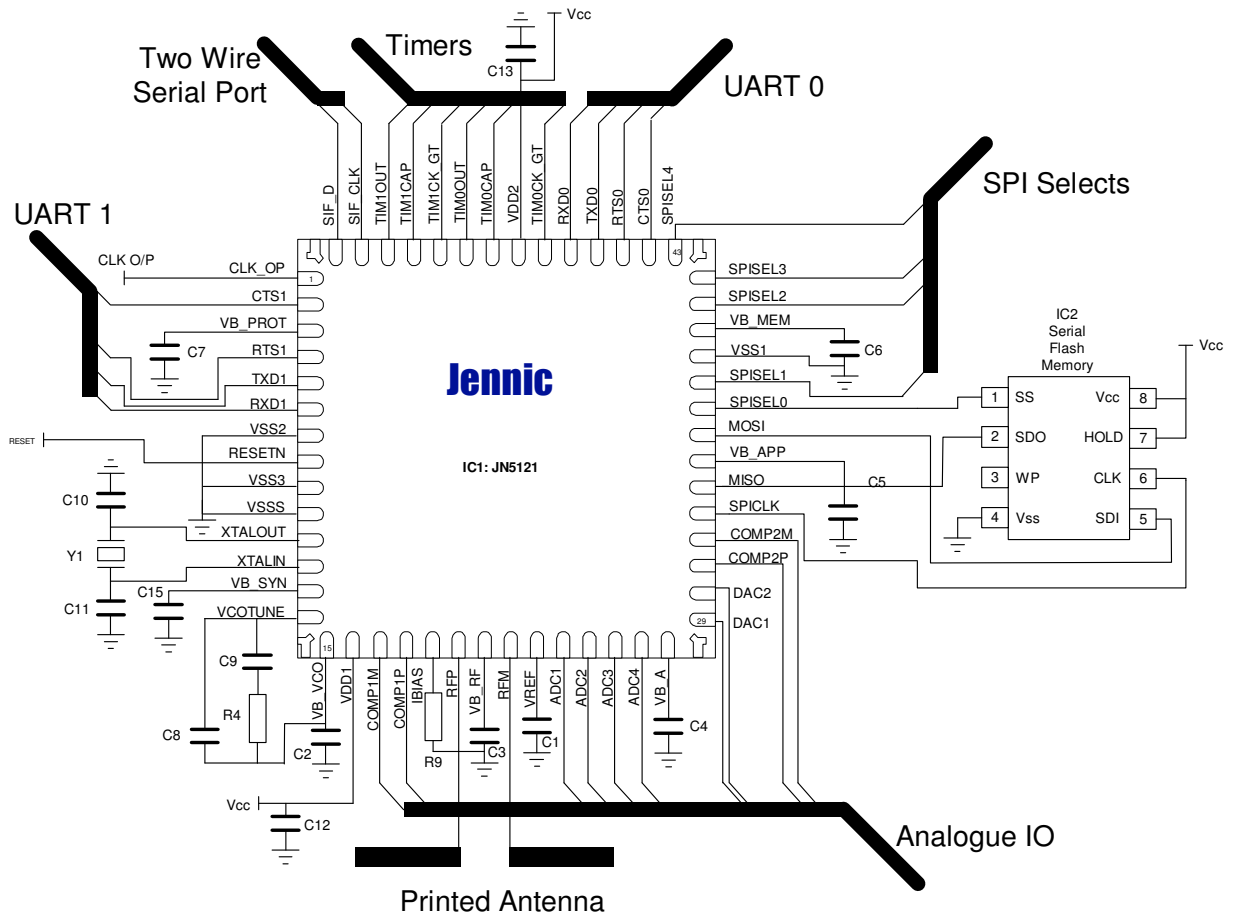 Vcc
Two Wire
Serial Port
Timers
C13
UART 0
SIF_D
SIF_CLK
TIM1OUT
TIM1CAP
TIM1CK_GT
TIM0OUT
TIM0CAP
VDD2
TIM0CK_GT
RXD0
TXD0
RTS0
CTS0
SPISEL4
SPI Selects
UART 1
43
CLK O/P
CLK_OP
1
CTS1
VB_PROT
C7
RTS1
TXD1
RXD1
VSS2
RESET
RESETN
VSS3
VSSS
C10
XTALOUT
Y1
XTALIN
C15
VB_SYN
C11
VCOTUNE
Jennic
IC1: JN5121
SPISEL3
SPISEL2
VB_MEM
C6
VSS1
SPISEL1
SPISEL0
MOSI
VB_APP
C5
MISO
SPICLK
COMP2M
COMP2P
DAC2
29
DAC1
IC2
Serial
Flash
Memory
Vcc
1 SS Vcc 8
2 SDO HOLD 7
3 WP CLK 6
4 Vss SDI 5
15
VB_VCO
VDD1
COMP1M
COMP1P
IBIAS
RFP
VB_RF
RFM
VREF
ADC1
ADC2
ADC3
ADC4
VB_A
C9
R4
C8
C2
R9
C3
C1
C4
Vcc
C12
Analogue IO
Printed Antenna